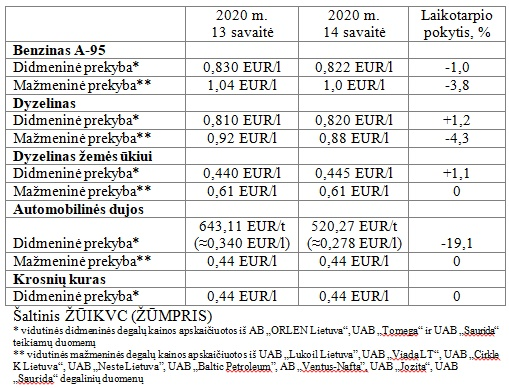 2020 m. 2020 m. Laikotarpio
13 savaitė 14 savaitė pokytis, %
Benzinas A-95
Didmeninė prekyba* 0,830 EUR/l 0,822 EUR/l -1,0
Mažmeninė prekyba** 1,04 EUR/l 1,0 EUR/l -3,8
Dyzelinas
Didmeninė prekyba* 0,810 EUR/l 0,820 EUR/l +1,2
Mažmeninė prekyba** 0,92 EUR/l 0,88 EUR/l -4,3
Dyzelinas žemės ūkiui
Didmeninė prekyba* 0,440 EUR/l 0,445 EUR/l +1,1
Mažmeninė prekyba** 0,61 EUR/l 0,61 EUR/l 0
Automobilinės dujos
643,11 EUR/t 520,27 EUR/t
Didmeninė prekyba* (≈0,340 EUR/l) (≈0,278 EUR/l) -19,1
Mažmeninė prekyba** 0,44 EUR/l 0,44 EUR/l 0
Krosnių kuras
Didmeninė prekyba* 0,44 EUR/l 0,44 EUR/l 0
Šaltinis ŽŪIKVC (ŽŪMPRIS)
* vidutinės didmeninės degalų kainos apskaičiuotos iš AB „ORLEN Lietuva“, UAB „Tomega“ ir UAB „Saurida“
teikiamų duomenų
** vidutinės mažmeninės degalų kainos apskaičiuotos iš UAB „Lukoil Lietuva”, UAB „Viada LT“, UAB „Cirkle
K Lietuva“, UAB „Neste Lietuva”, UAB „Baltic Petroleum”, AB „Ventus-Nafta”, UAB „Jozita“, UAB
„Saurida“ degalinių duomenų